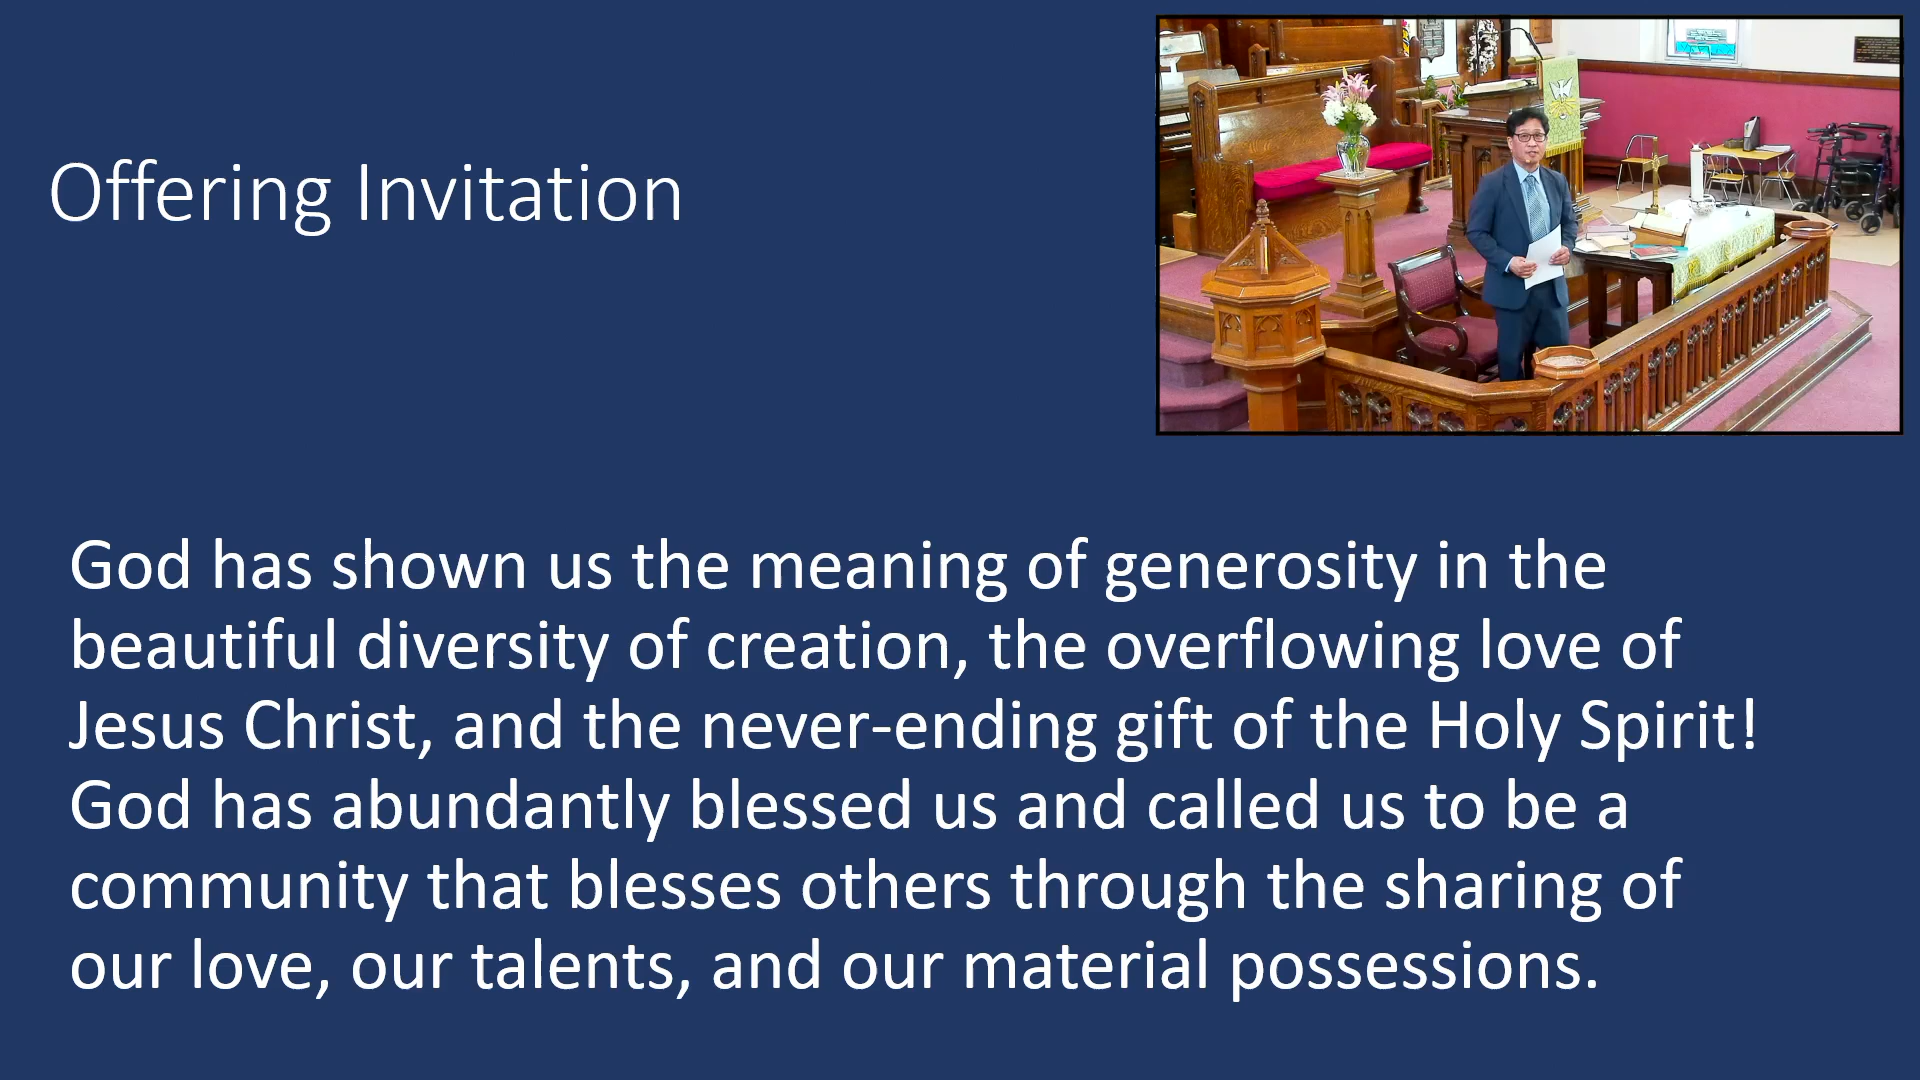 Offering Invitation
God has shown us the meaning of generosity in the
beautiful diversity of creation, the overflowing love of
Jesus Christ, and the never-ending gift of the Holy Spirit!
God has abundantly blessed us and called us to be a
community that blesses others through the sharing of
our love, our talents, and our material possessions.